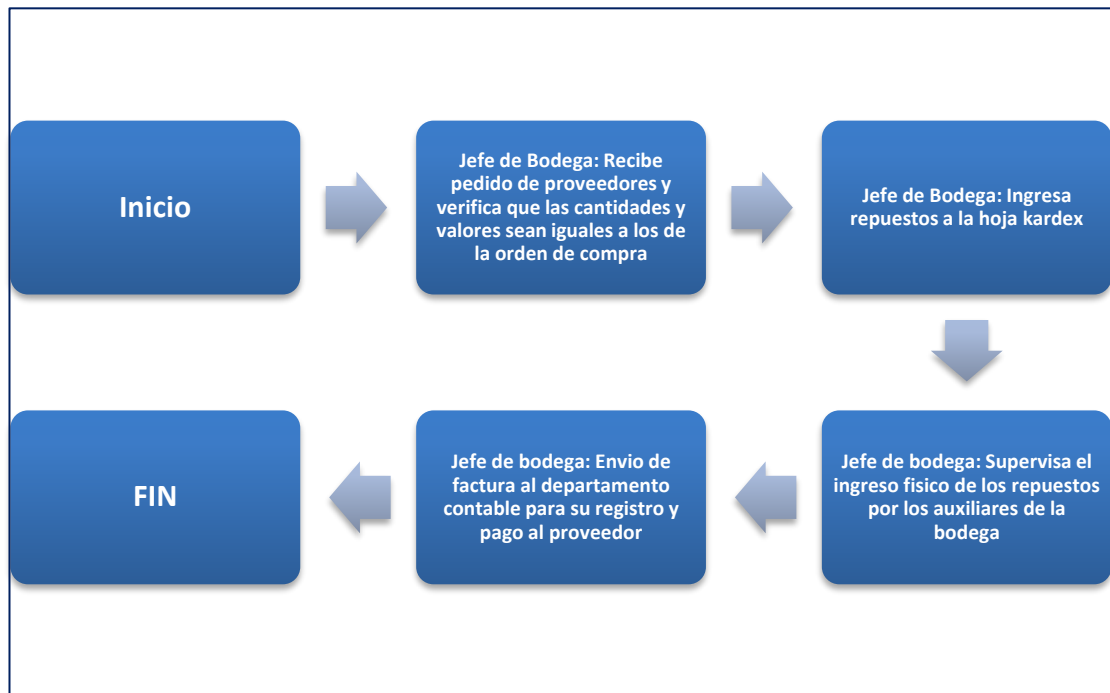 Inicio
Jefe de Bodega: Recibe
pedido de proveedores y
verifica que las cantidades y
valores sean iguales a los de
la orden de compra
Jefe de Bodega: Ingresa
repuestos a la hoja kardex
Jefe de bodega: Supervisa el
ingreso fisico de los repuestos
por los auxiliares de la
bodega
Jefe de bodega: Envio de
factura al departamento
contable para su registro y
pago al proveedor
FIN